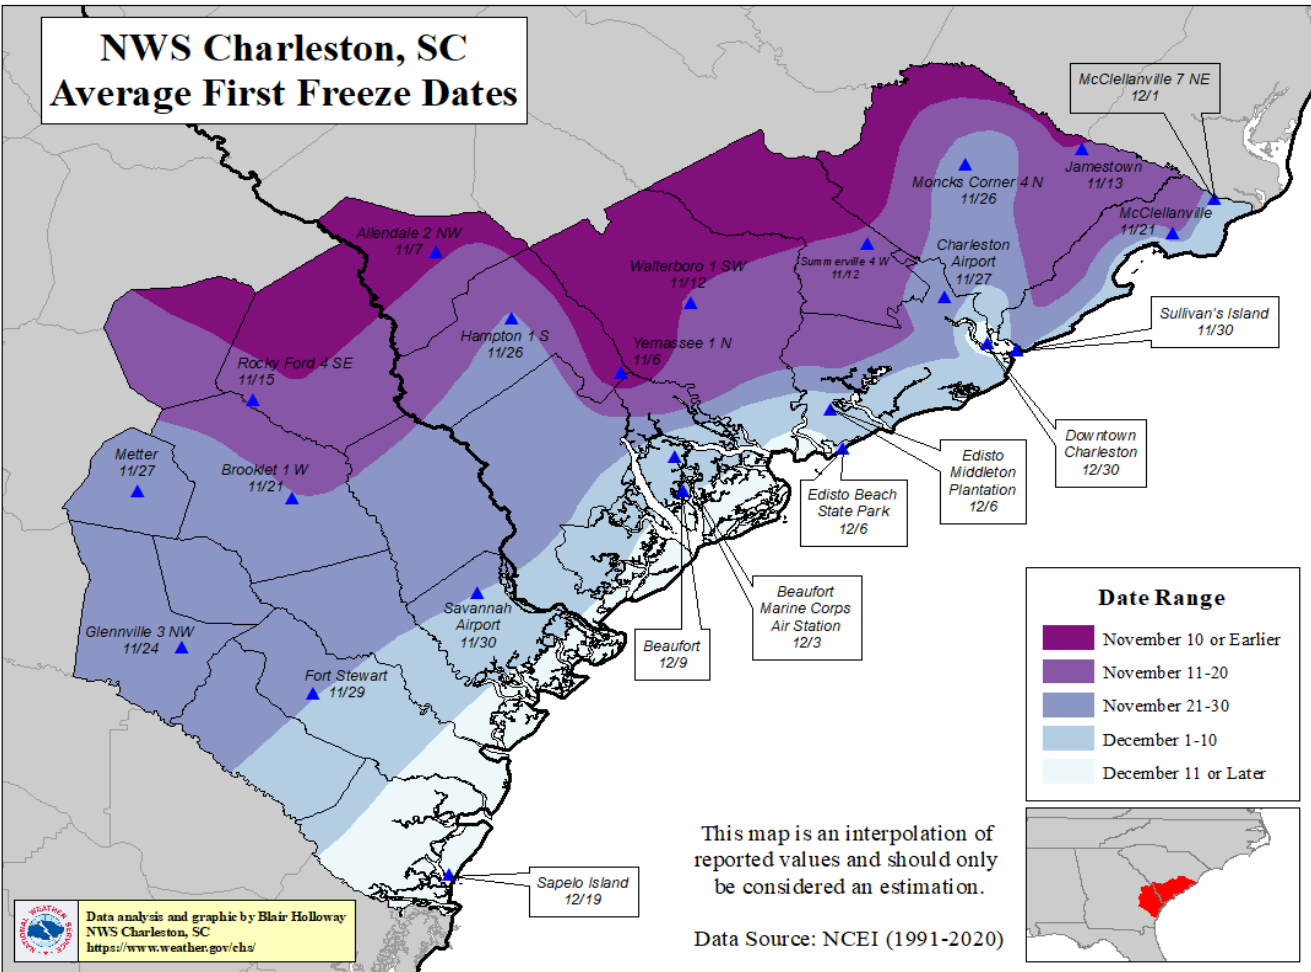 NWS Charleston, SC
Average First Freeze Dates
McClellanville 7 NE
12/1
Jamestown
11/13
Moncks Corner 4 N
11/26
McClellanville
11/21
Allendale 2 NW
11/7
Walterboro 1 SW
11/12
Summerville 4 W
11/12
Charleston
Airport
11/27
Sullivan's Island
11/30
Hampton 1 S
11/26
Yemassee 1 N
11/6
Rocky Ford 4 SE
11/15
Metter
11/27
Brooklet 1 W
11/21
Downtown
Charleston
12/30
Edisto
Middleton
Plantation
12/6
Edisto Beach
State Park
12/6
Beaufort
Marine Corps
Air Station
12/3
Beaufort
12/9
Savannah
Airport
11/30
Glennville 3 NW
11/24
Fort Stewart
11/29
Sapelo Island
12/19
Date Range
November 10 or Earlier
November 11-20
November 21-30
December 1-10
December 11 or Later
This map is an interpolation of
reported values and should only
be considered an estimation.
Data Source: NCEI (1991-2020)
NATIONAL WEATHER SERVICE
Data analysis and graphic by Blair Holloway
NWS Charleston, SC
https://www.weather.gov/chs/